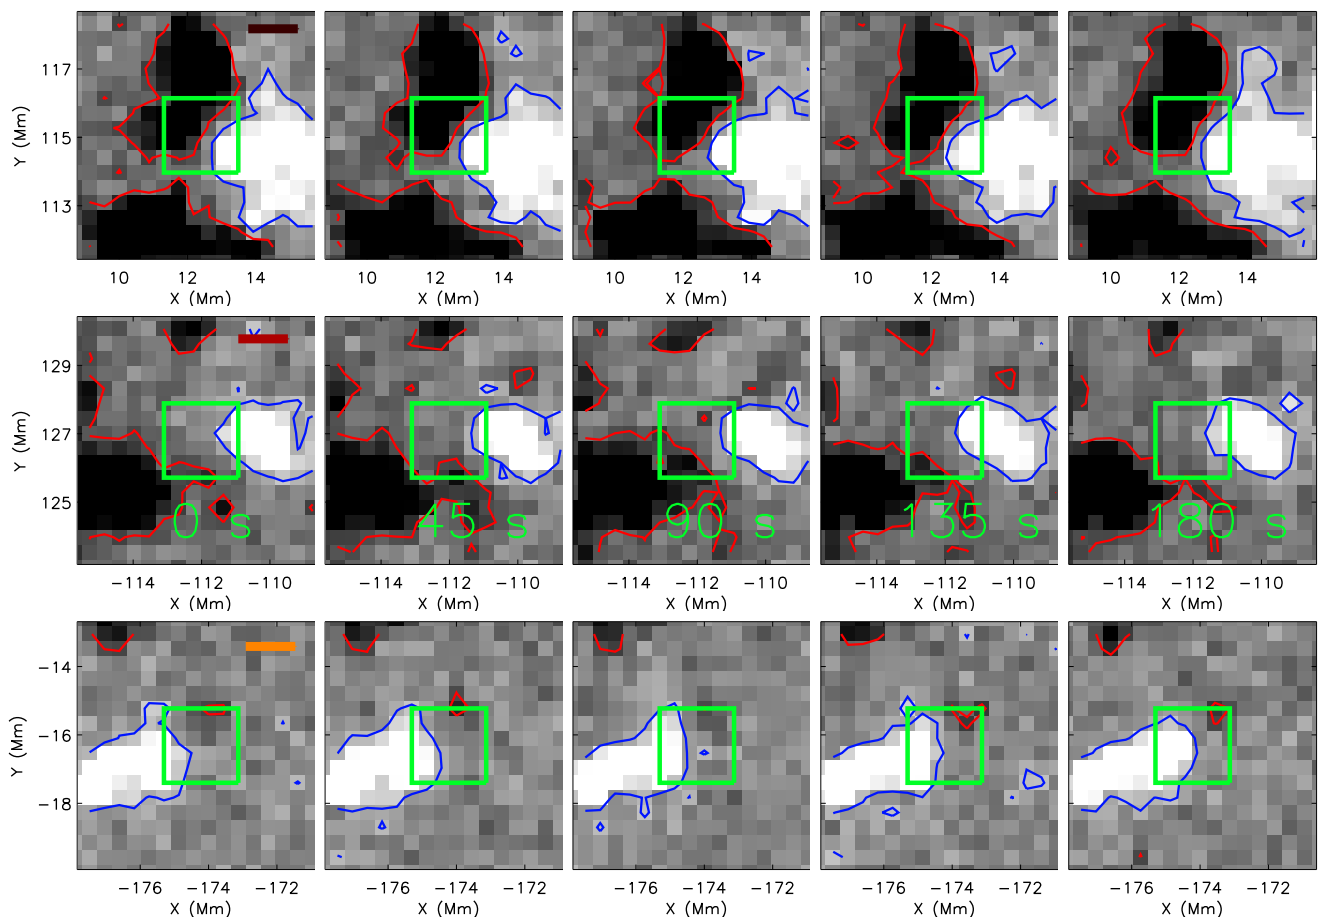 117
115
113
Y (Mm)
10 12 14 10 12 14 10 12 14 10 12 14 10 12 14
X (Mm) X (Mm) X (Mm) X (Mm) X (Mm)
129
127
125
Y (Mm)
0 s 45 s 90 s 135 s 180 s
-114 -112 -110 -114 -112 -110 -114 -112 -110 -114 -112 -110 -114 -112 -110
X (Mm) X (Mm) X (Mm) X (Mm) X (Mm)
-14
-16
-18
Y (Mm)
-176 -174 -172 -176 -174 -172 -176 -174 -172 -176 -174 -172 -176 -174 -172
X (Mm) X (Mm) X (Mm) X (Mm) X (Mm)